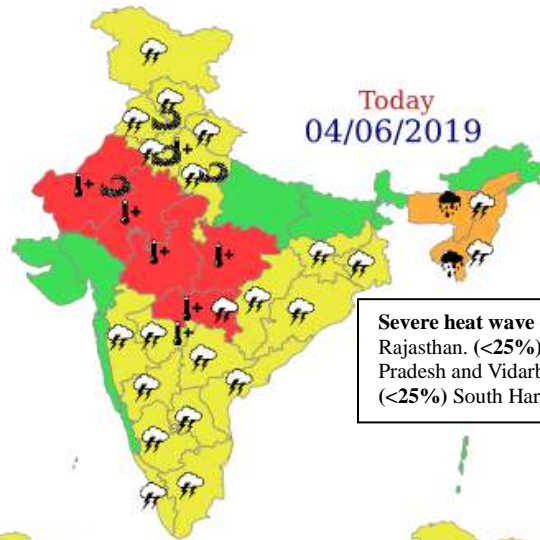 Today
04/06/2019
Severe heat wave
Rajasthan. (<25%)
Pradesh and Vidarb
(<25%) South Har